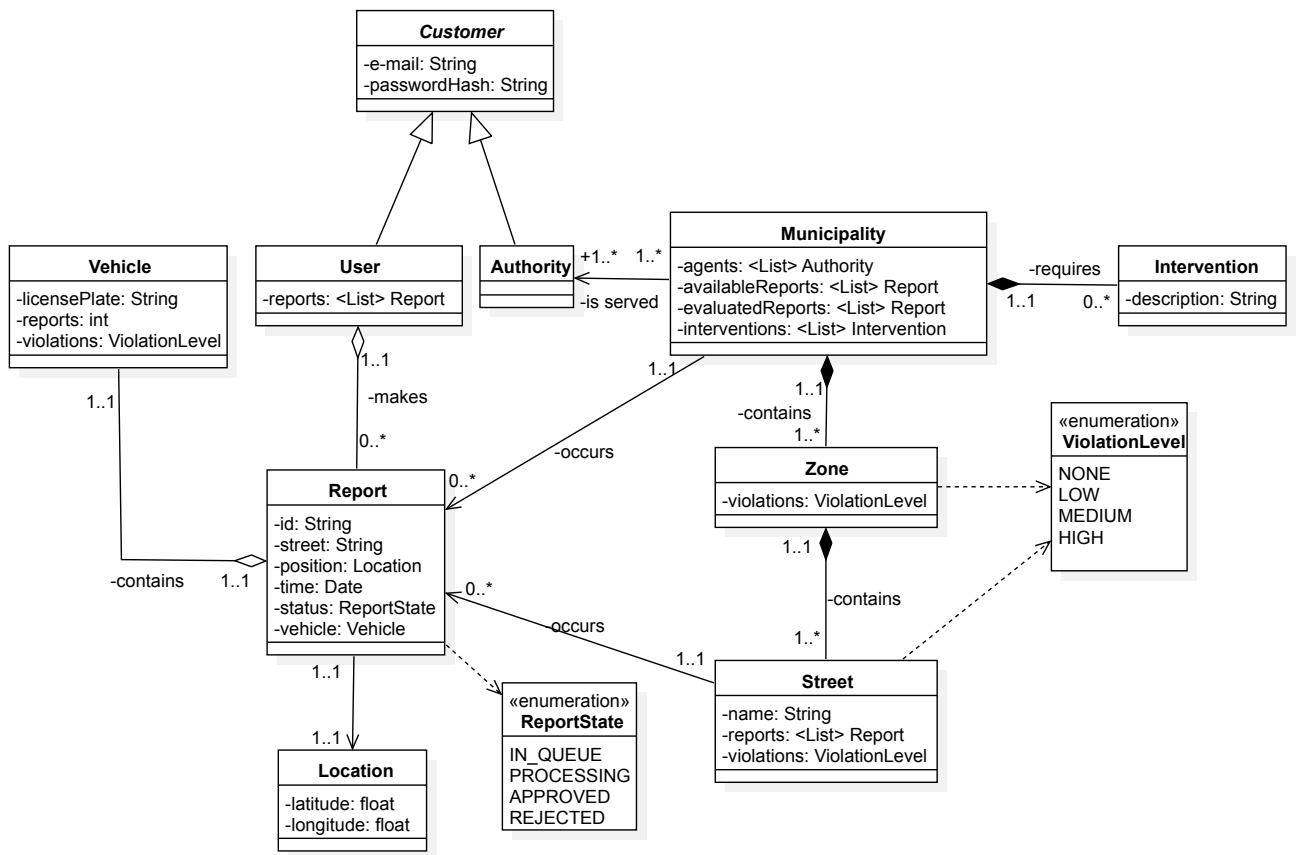 Customer
-e-mail: String
-passwordHash: String
Vehicle
-licensePlate: String
-reports: int
-violations: ViolationLevel
User
-reports: <List> Report
Authority
+1..*
1..*
-is served
Municipality
-agents: <List> Authority
-availableReports: <List> Report
-evaluatedReports: <List> Report
-interventions: <List> Intervention
-requires
1..1
0..*
Intervention
-description: String
1..1
1..1
-makes
0..*
1..1
-occurs
0..*
1..1
-contains
1..*
«enumeration»
ViolationLevel
NONE
LOW
MEDIUM
HIGH
Zone
-violations: ViolationLevel
Report
-id: String
-street: String
-position: Location
-time: Date
-status: ReportState
-vehicle: Vehicle
-contains
1..1
0..*
-occurs
1..1
1..1
-contains
1..*
1..1
1..1
«enumeration»
ReportState
IN_QUEUE
PROCESSING
APPROVED
REJECTED
Street
-name: String
-reports: <List> Report
-violations: ViolationLevel
Location
-latitude: float
-longitude: float